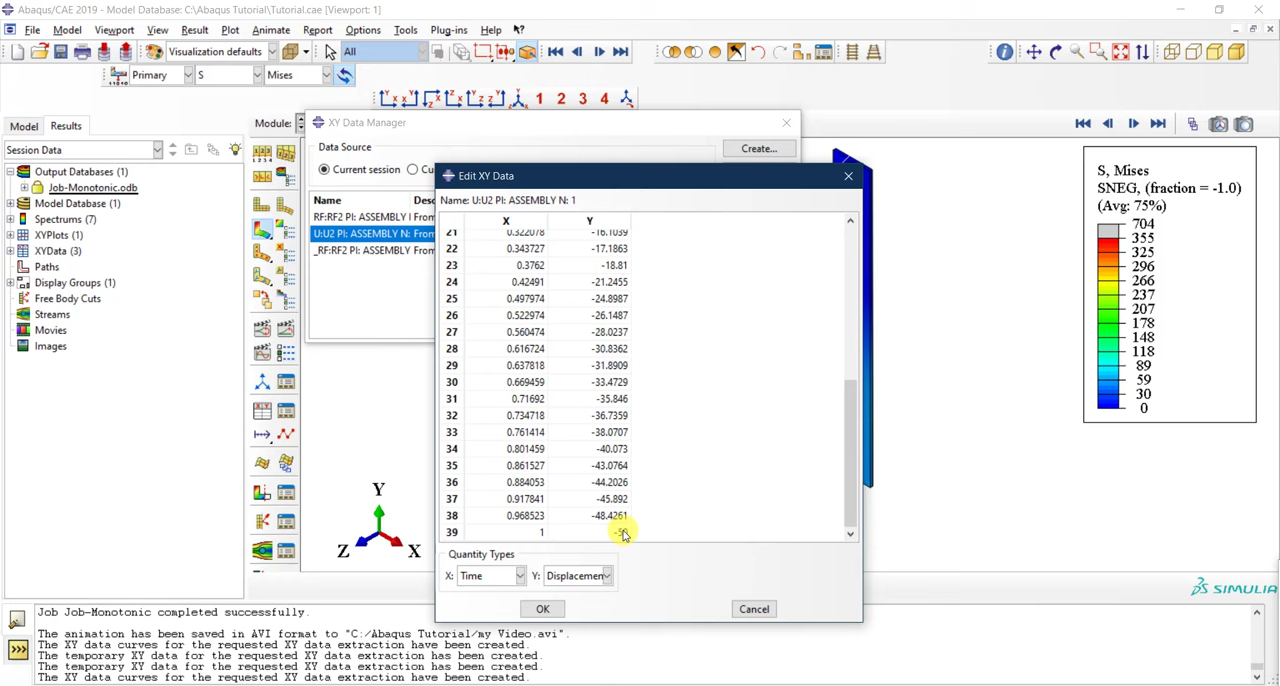 Abaqus/CAE 2019 - Model Database: C:\Abaqus Tutorial\Tutorial.cae [Viewport: 1]
File Model Viewport View Result Plot Animate Report Options Tools Plug-ins Help
Visualization defaults All
Primary S Mises
1 2 3 4
Model Results Module: XY Data Manager
Session Data Data Source Create...
Current session
Output Databases (1)
Job-Monotonic.odb
Model Database (1)
Spectrums (7)
XYPlots (1)
XYData (3)
Paths
Display Groups (1)
Free Body Cuts
Streams
Movies
Images
Name
RF:RF2 PI: ASSEMBLY
U:U2 PI: ASSEMBLY N:
_RF:RF2 PI: ASSEMBLY
Edit XY Data
Name: U:U2 PI: ASSEMBLY N: 1
X Y
21 0.322078 -16.1039
22 0.343727 -17.1863
23 0.3762 -18.81
24 0.42491 -21.2455
25 0.497974 -24.8987
26 0.522974 -26.1487
27 0.560474 -28.0237
28 0.616724 -30.8362
29 0.637818 -31.8909
30 0.669459 -33.4729
31 0.71692 -35.846
32 0.734718 -36.7359
33 0.761414 -38.0707
34 0.801459 -40.073
35 0.861527 -43.0764
36 0.884053 -44.2026
37 0.917841 -45.892
38 0.968523 -48.4261
39 1
Quantity Types
X: Time Y: Displacemen
OK Cancel
S, Mises
SNEG, (fraction = -1.0)
(Avg: 75%)
704
355
325
296
266
237
207
178
148
118
89
59
30
0
Y
Z X
SIMULIA
Job Job-Monotonic completed successfully.
The animation has been saved in AVI format to "C:/Abaqus Tutorial/my Video.avi".
The XY data curves for the requested XY data extraction have been created.
The temporary XY data for the requested XY data extraction has been created.
The temporary XY data for the requested XY data extraction has been created.
The XY data curves for the requested XY data extraction have been created.